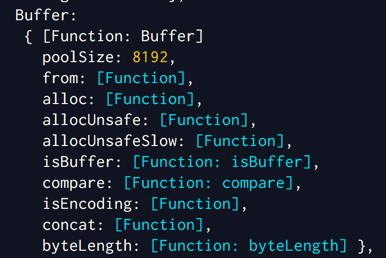 Buffer:
{ [Function: Buffer]
poolSize: 8192,
from: [Function],
alloc: [Function],
allocUnsafe: [Function],
allocUnsafeSlow: [Function],
isBuffer: [Function: isBuffer],
compare: [Function: compare],
isEncoding: [Function],
concat: [Function],
byteLength: [Function: byteLength] },